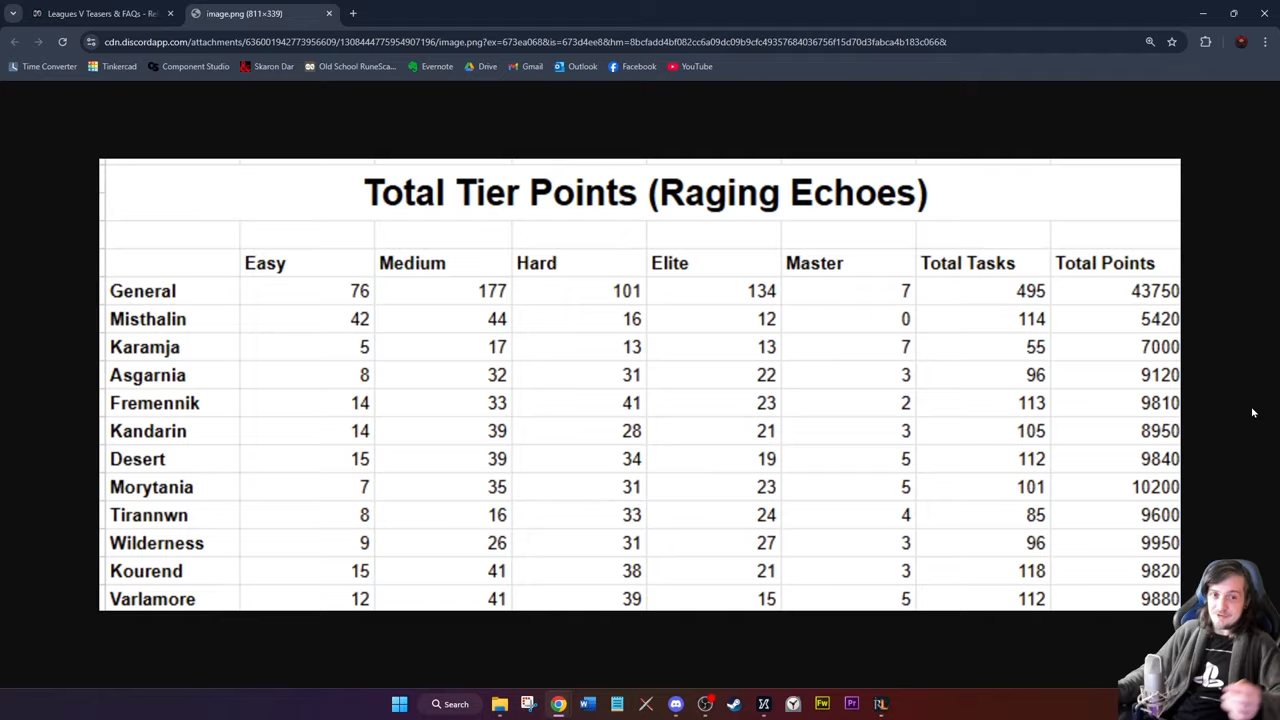 Leagues V Teasers & FAQs - Re
image.png (811×339)
cdn.discordapp.com/attachments/636001942773956609/1308444775954907196/image.png?ex=673ea068&is=673d4ee8&hm=8bcfadd4bf082cc6a09dc09b9cfc49357684036756f15d70d3fabca4b183c066&
Time Converter Tinkercad Component Studio Skaron Dar Old School RuneSca... Evernote Drive Gmail Outlook Facebook YouTube
Total Tier Points (Raging Echoes)
Easy Medium Hard Elite Master Total Tasks Total Points
General 76 177 101 134 7 495 43750
Misthalin 42 44 16 12 0 114 5420
Karamja 5 17 13 13 7 55 7000
Asgarnia 8 32 31 22 3 96 9120
Fremennik 14 33 41 23 2 113 9810
Kandarin 14 39 28 21 3 105 8950
Desert 15 39 34 19 5 112 9840
Morytania 7 35 31 23 5 101 10200
Tirannwn 8 16 33 24 4 85 9600
Wilderness 9 26 31 27 3 96 9950
Kourend 15 41 38 21 3 118 9820
Varlamore 12 41 39 15 5 112 9880
Search
Fw
Pr